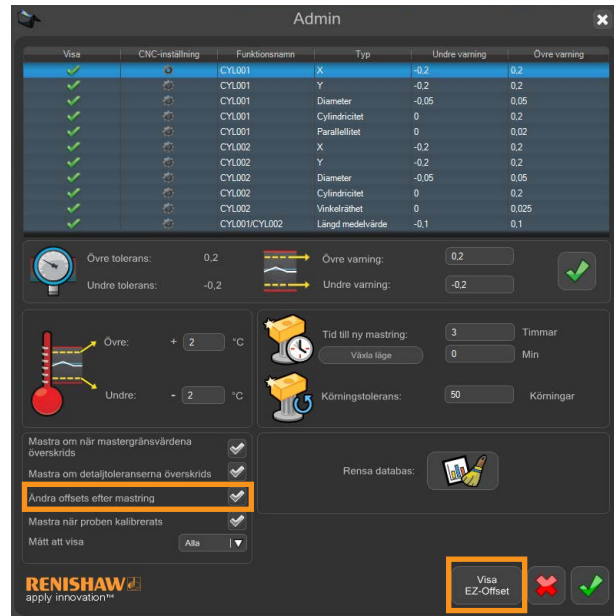 Admin
Visa CNC-inställning Funktionsnamn Typ Undre varning Övre varning
CYL001 X -0,2 0,2
CYL001 Y -0,2 0,2
CYL001 Diameter -0,05 0,05
CYL001 Cylindricitet 0 0,2
CYL001 Parallellitet 0 0,02
CYL002 X -0,2 0,2
CYL002 Y -0,2 0,2
CYL002 Diameter -0,05 0,05
CYL002 Cylindricitet 0 0,2
CYL002 Vinkelräthet 0 0,025
CYL001/CYL002 Längd medelvärde -0,1 0,1
Övre tolerans: 0,2 Övre varning: 0,2
Undre tolerans: -0,2 Undre varning: -0,2
Övre: + 2 °C
Undre: - 2 °C
Tid till ny mastring: 3 Timmar
Växla läge 0 Min
Körningstolerans: 50 Körningar
Mastra om när mastergränsvärdena
överskrids
Mastra om detaljtoleranserna överskrids
Ändra offsets efter mastring
Mastra när proben kalibrerats
Mått att visa Alla
Rensa databas:
RENISHAW
apply innovation™
Visa
EZ-Offset